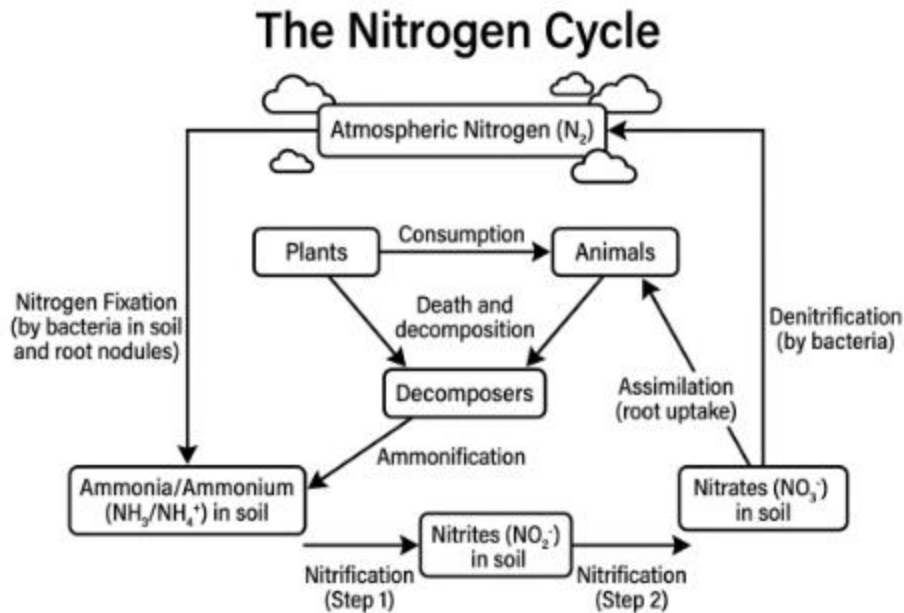 The Nitrogen Cycle
Atmospheric Nitrogen (N₂)
Plants
Consumption
Animals
Nitrogen Fixation
(by bacteria in soil
and root nodules)
Death and
decomposition
Denitrification
(by bacteria)
Decomposers
Assimilation
(root uptake)
Ammonification
Ammonia/Ammonium
(NH₃/NH₄⁺) in soil
Nitrites (NO₂⁻)
in soil
Nitrates (NO₃⁻)
in soil
Nitrification
(Step 1)
Nitrification
(Step 2)